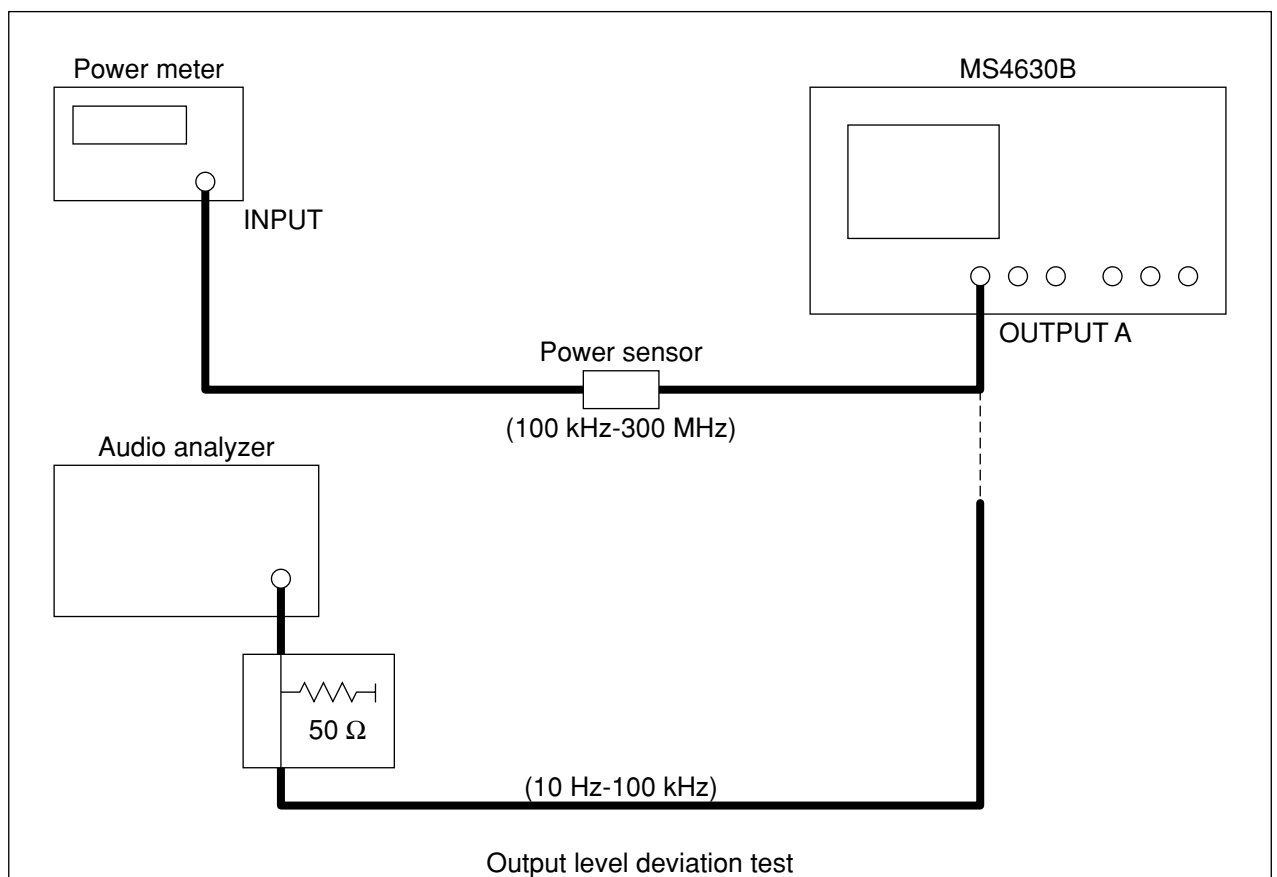 Power meter
MS4630B
INPUT
OUTPUT A
Power sensor
(100 kHz-300 MHz)
Audio analyzer
50 Ω
(10 Hz-100 kHz)
Output level deviation test